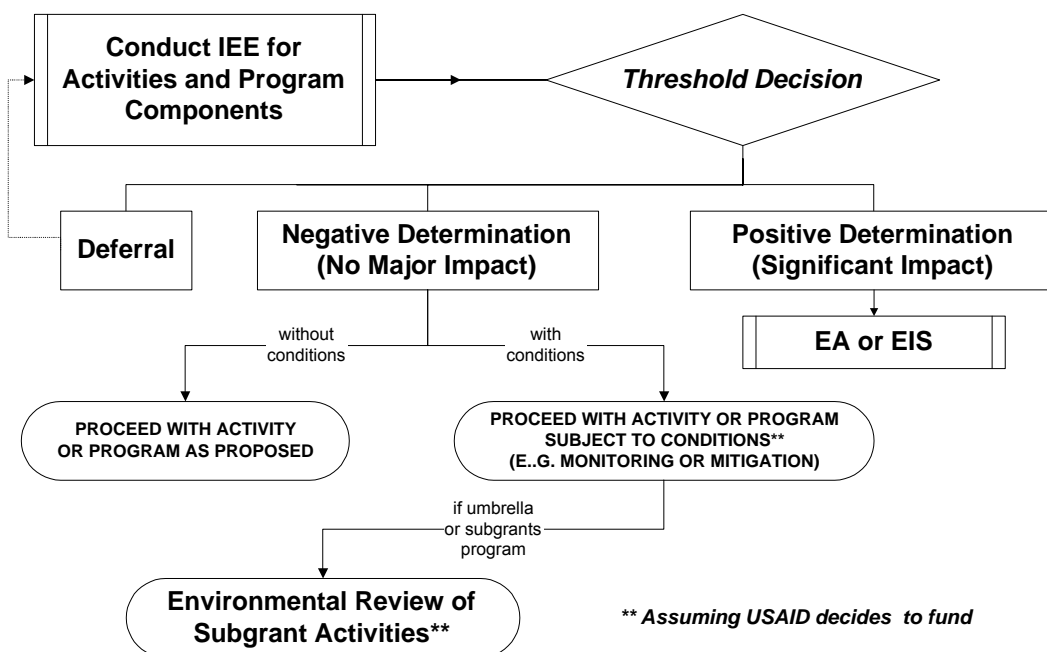 Conduct IEE for
Activities and Program
Components
Threshold Decision
Deferral
Negative Determination
(No Major Impact)
Positive Determination
(Significant Impact)
without
conditions
with
conditions
EA or EIS
PROCEED WITH ACTIVITY
OR PROGRAM AS PROPOSED
PROCEED WITH ACTIVITY OR PROGRAM
SUBJECT TO CONDITIONS**
(E..G. MONITORING OR MITIGATION)
if umbrella
or subgrants
program
Environmental Review of
Subgrant Activities**
** Assuming USAID decides to fund